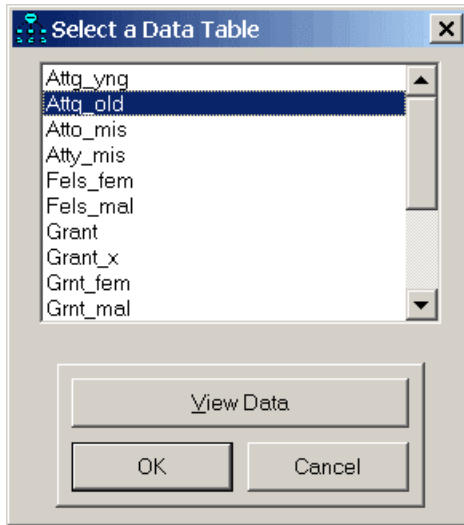 Select a Data Table
Attg_yng
Attg_old
Atto_mis
Atty_mis
Fels_fem
Fels_mal
Grant
Grant_x
Grnt_fem
Grnt_mal
View Data
OK
Cancel